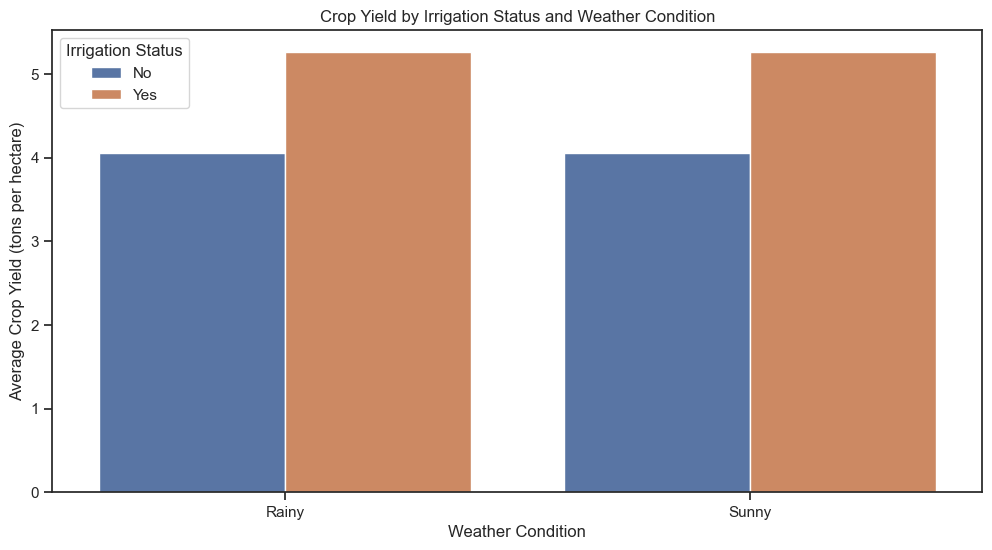 Crop Yield by Irrigation Status and Weather Condition
Irrigation Status
No
Yes
Average Crop Yield (tons per hectare)
5
4
3
2
1
0
Rainy
Sunny
Weather Condition